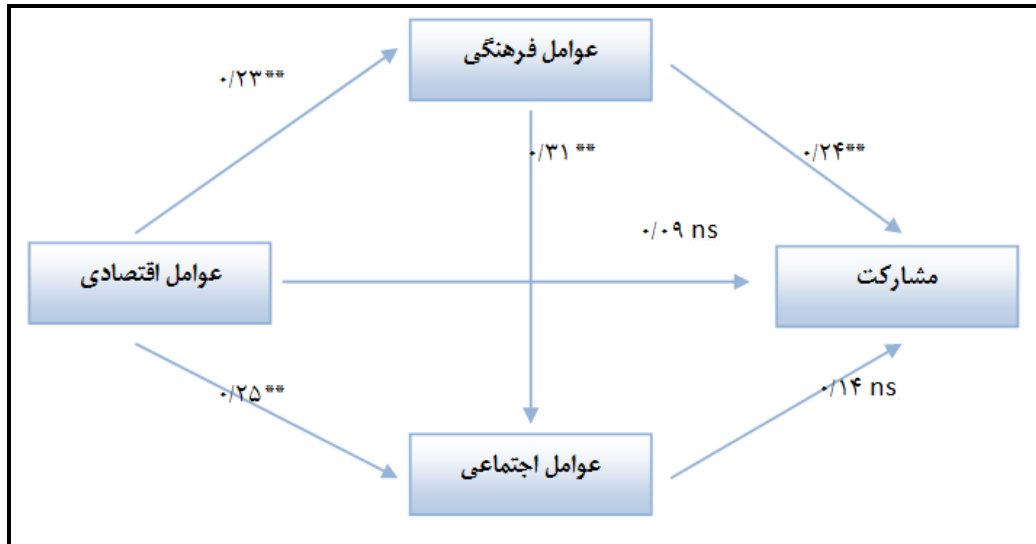 عوامل فرهنگی
۰/۲۳**
۰/۳۱**
۰/۲۴**
۰/۰۹ ns
عوامل اقتصادی
مشارکت
۰/۲۵**
۰/۱۴ ns
عوامل اجتماعی